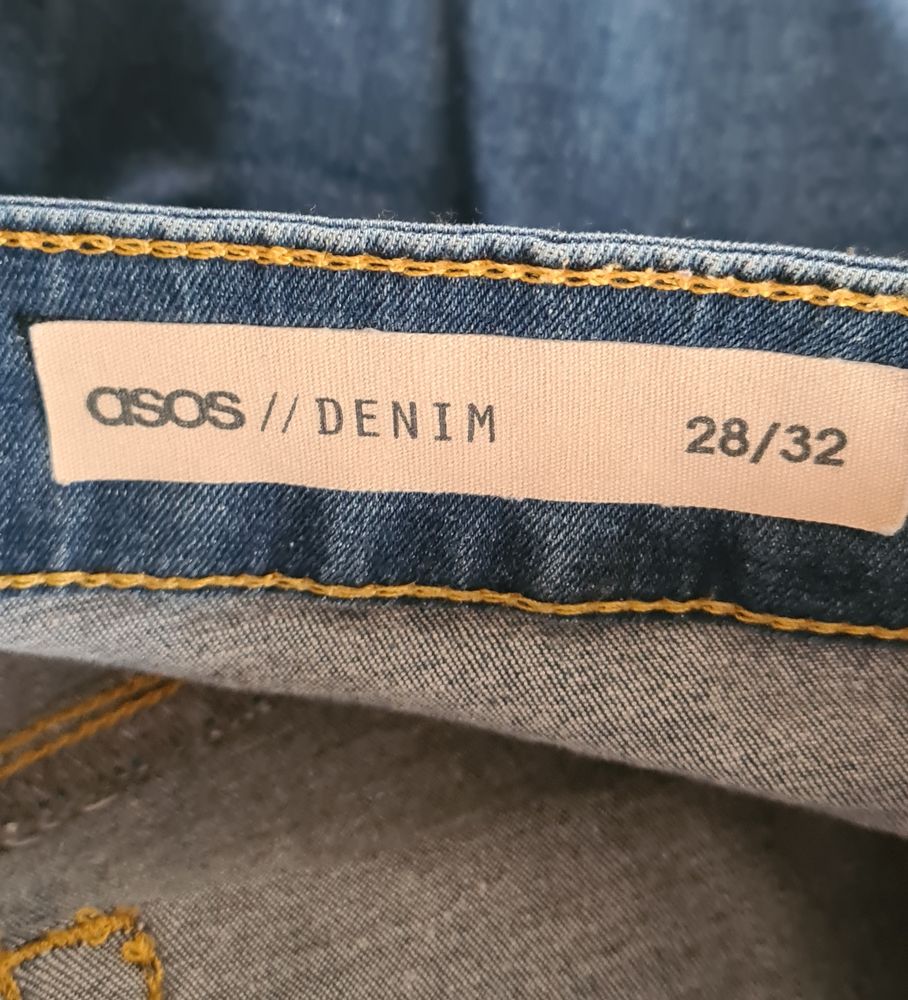 asos // DENIM 28/32